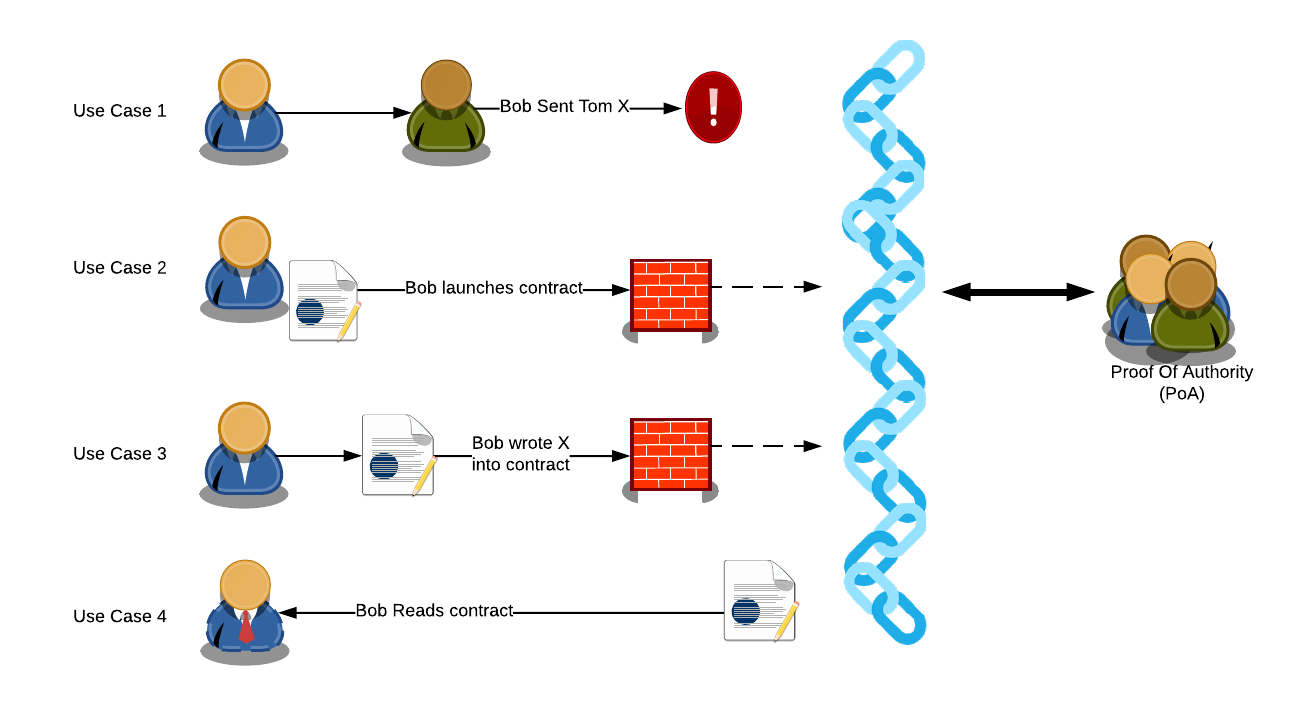 Use Case 1
Bob Sent Tom X
Use Case 2
Bob launches contract
Proof Of Authority
(PoA)
Use Case 3
Bob wrote X
into contract
Use Case 4
Bob Reads contract